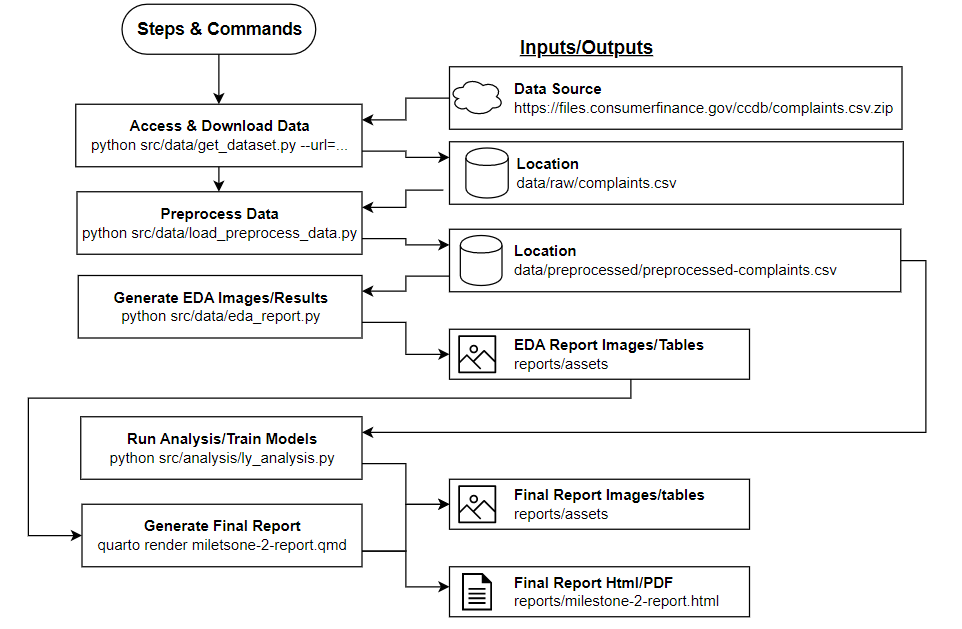 Steps & Commands
Inputs/Outputs
Data Source
https://files.consumerfinance.gov/ccdb/complaints.csv.zip
Access & Download Data
python src/data/get_dataset.py --url=...
Location
data/raw/complaints.csv
Preprocess Data
python src/data/load_preprocess_data.py
Location
data/preprocessed/preprocessed-complaints.csv
Generate EDA Images/Results
python src/data/eda_report.py
EDA Report Images/Tables
reports/assets
Run Analysis/Train Models
python src/analysis/ly_analysis.py
Final Report Images/tables
reports/assets
Generate Final Report
quarto render miletsone-2-report.qmd
Final Report Html/PDF
reports/milestone-2-report.html